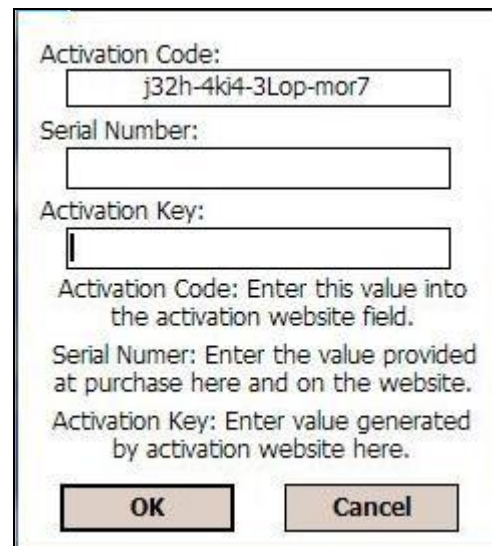 Activation Code:
j32h-4ki4-3Lop-mor7
Serial Number:
Activation Key:
Activation Code: Enter this value into
the activation website field.
Serial Numer: Enter the value provided
at purchase here and on the website.
Activation Key: Enter value generated
by activation website here.
OK Cancel